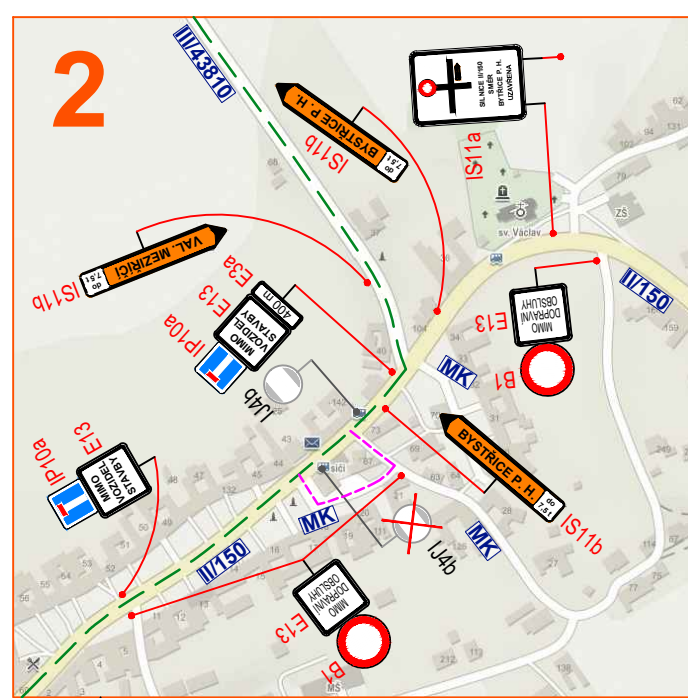 2
III/43810
BYSTŘICE P. H.
do
7,5 t
IS11b
SILNICE II/150
SMĚR
BYTŘICE P. H.
UZAVŘENA
IS11a
VAL. MEZIŘÍČÍ
do
7,5 t
IS11b
sv. Václav
ZŠ
II/150
400 m
E3a
MIMO
VOZIDEL
STAVBY
E13
IP10a
IJ4b
MIMO
DOPRAVNÍ
OBSLUHY
E13
B1
MK
MIMO
VOZIDEL
STAVBY
E13
IP10a
BYSTŘICE P. H.
do
7,5 t
IS11b
MK
MK
IJ4b
II/150
MIMO
DOPRAVNÍ
OBSLUHY
E13
B1
MŠ